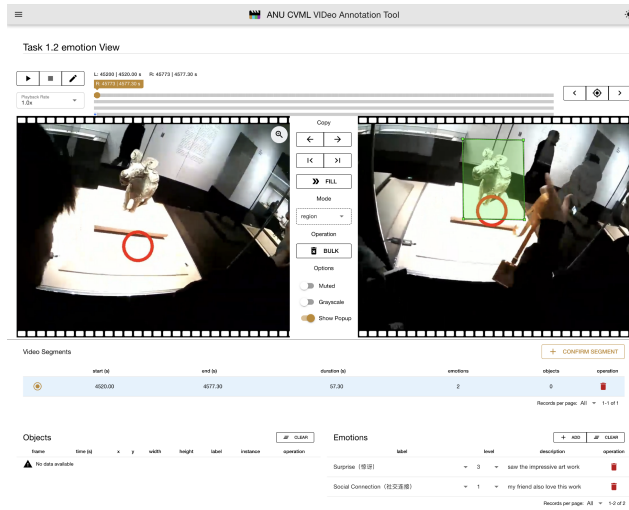 ANU CVML VIDeo Annotation Tool
Task 1.2 emotion View
L: 45200 | 4520.00 s R: 45773 | 4577.30 s
R: 45773 | 4577.30 s
Playback Rate
1.0x
Copy
FILL
Mode
region
Operation
BULK
Options
Muted
Grayscale
Show Popup
Video Segments
+ CONFIRM SEGMENT
start (s) end (s) duration (s) emotions objects operation
4520.00 4577.30 57.30 2 0
Records per page: All 1-1 of 1
Objects
CLEAR
frame time (s) x y width height label instance operation
No data available
Emotions
+ ADD CLEAR
label level description operation
Surprise（惊讶） 3 saw the impressive art work
Social Connection（社交连接） 1 my friend also love this work
Records per page: All 1-2 of 2